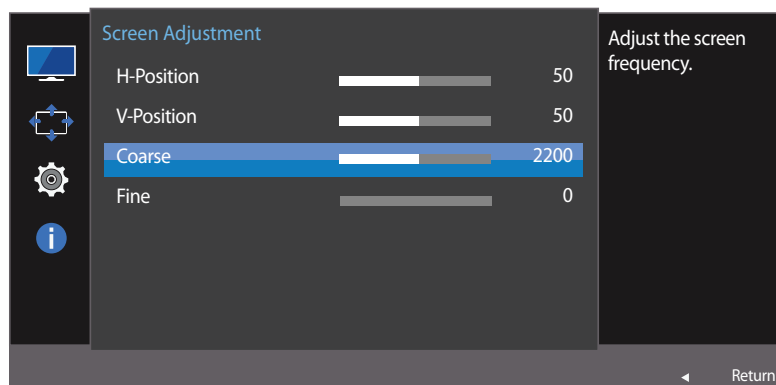 Screen Adjustment
H-Position 50
V-Position 50
Coarse 2200
Fine 0
Adjust the screen
frequency.
Return